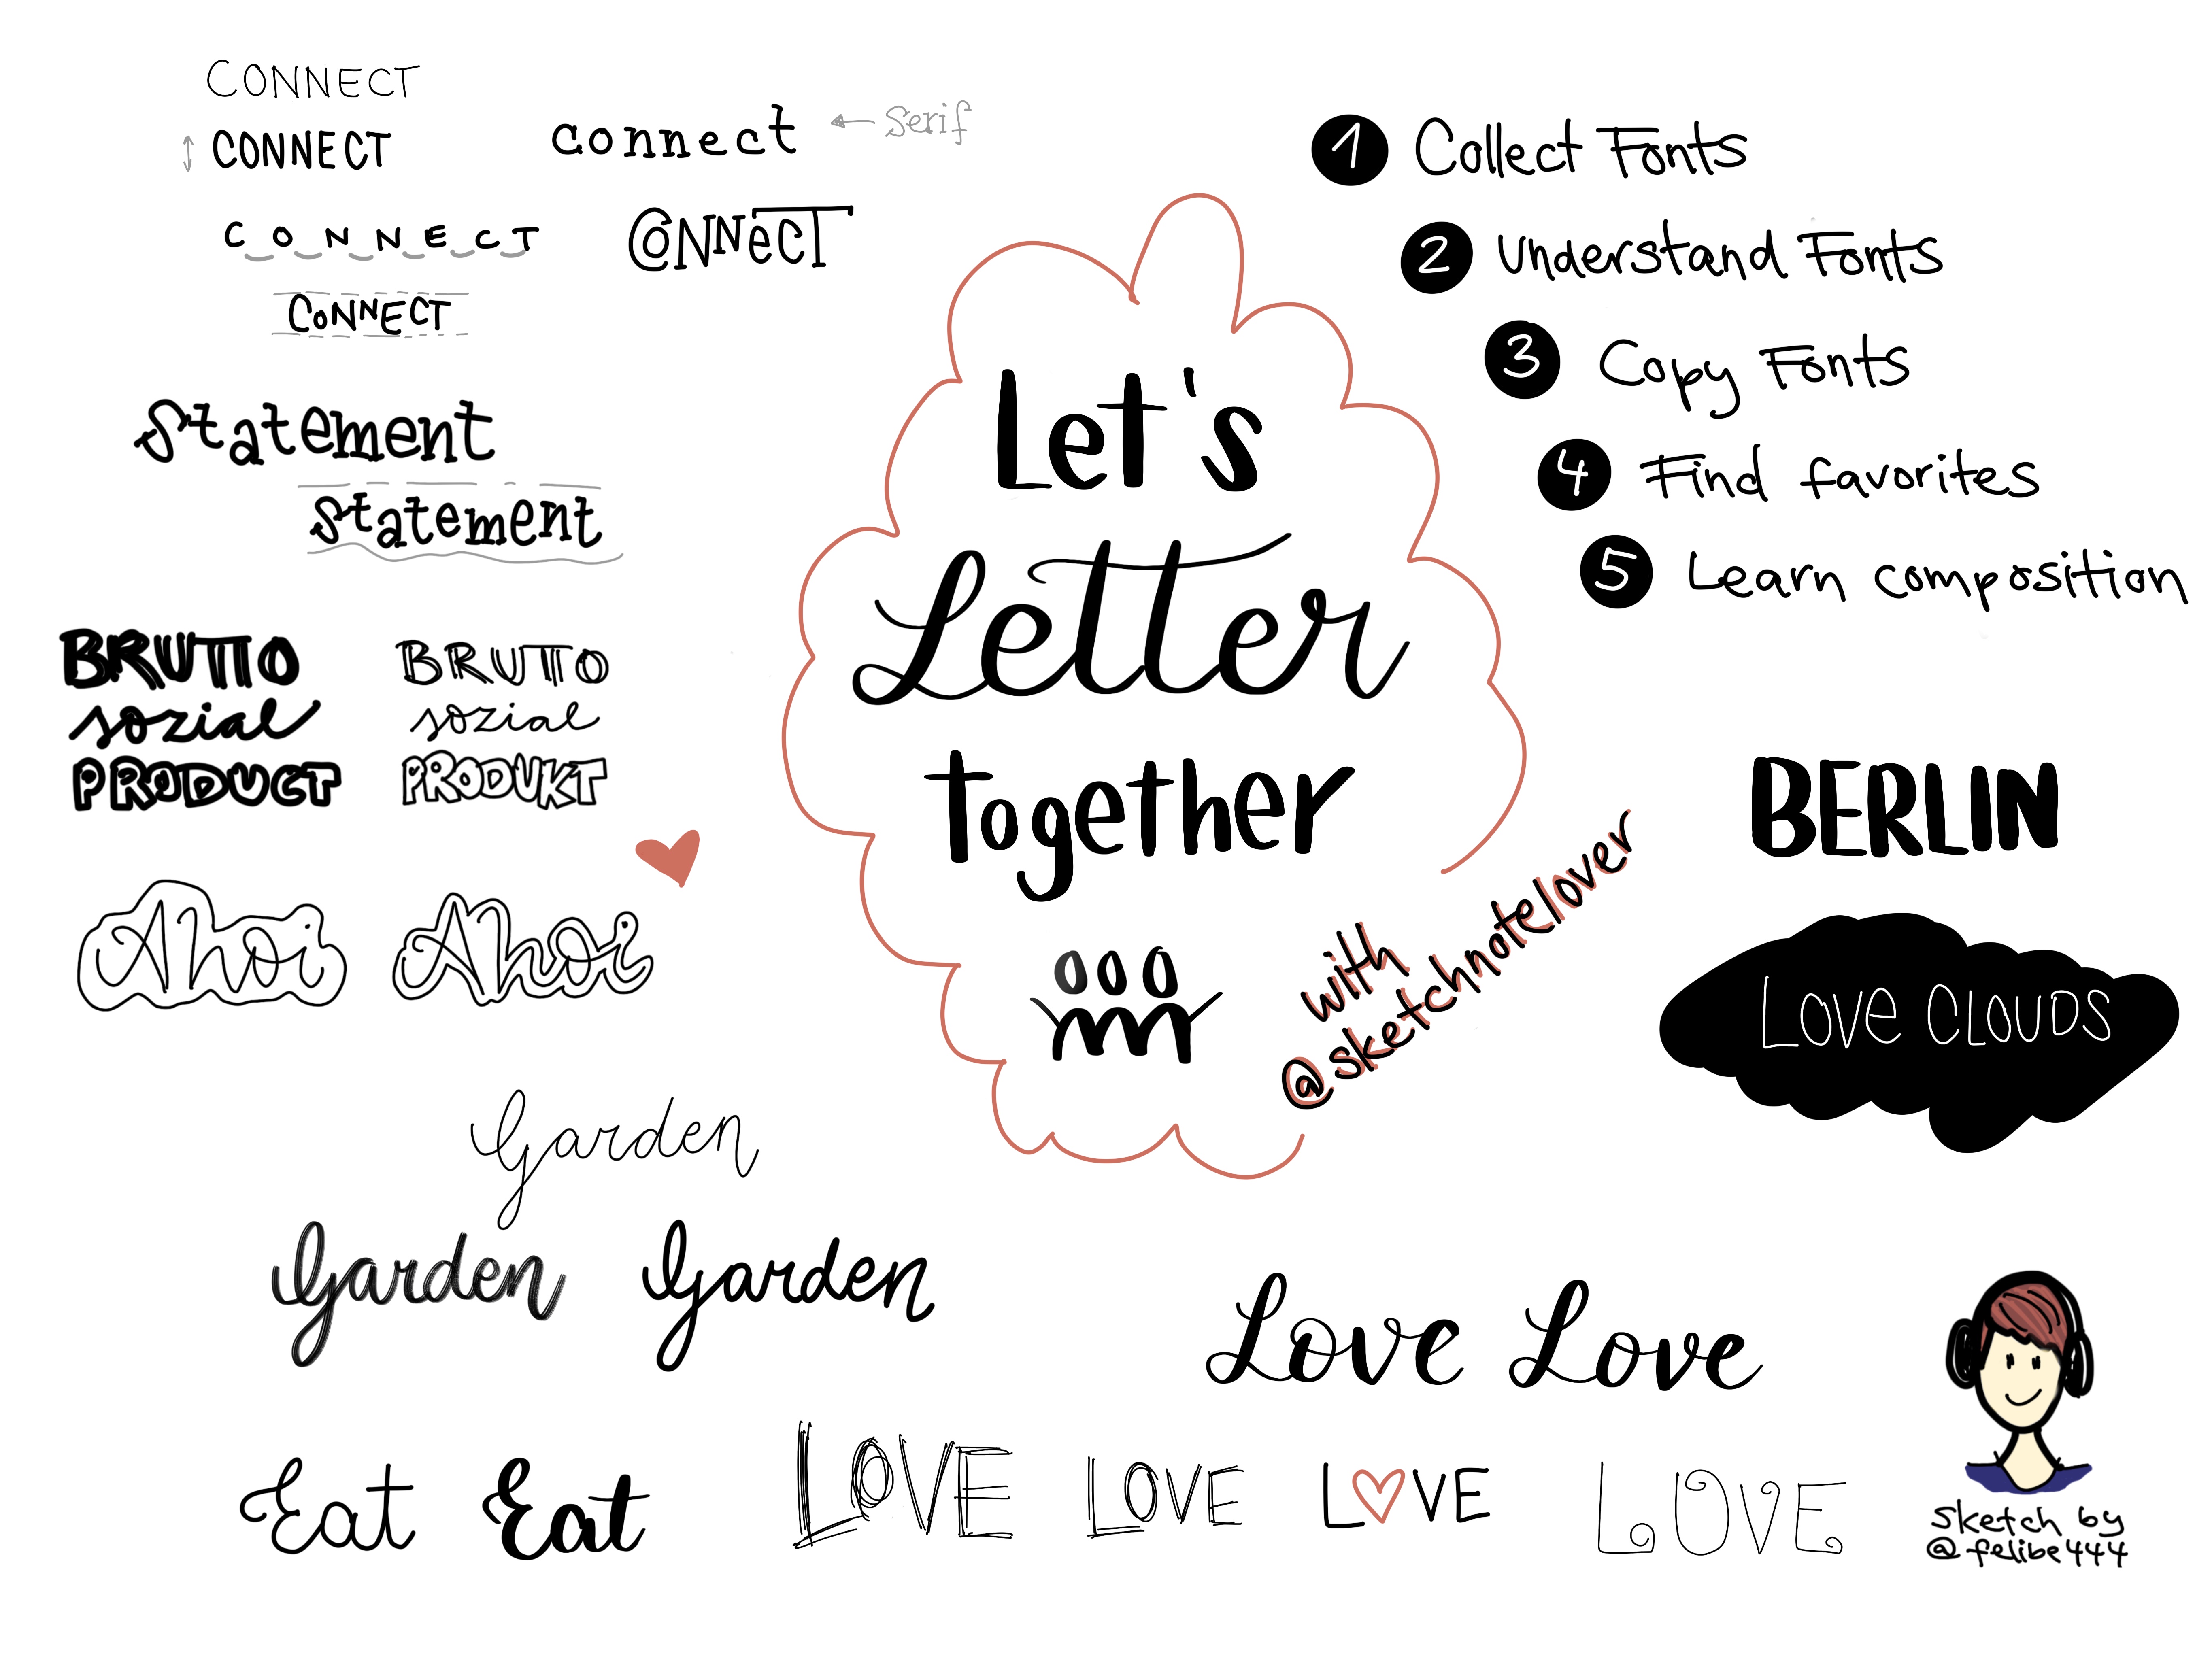 CONNECT
CONNECT
connect ← serif
CONNECT
CONNeCT
CoNNECT
Statement
Statement
BRUTTO
sozial
PRODUCT
BRUTTO
sozial
PRODUKT
Ahoi
Ahoi
Let's
Letter
together
with
@sketchnotelover
1 Collect Fonts
2 Understand Fonts
3 Copy Fonts
4 Find favorites
5 Learn composition
BERLIN
LOVe CLOUDS
Garden
Garden
Garden
Love Love
Eat Eat
LOVE
LOVE
L♡VE
LOVE
sketch by
@felibe444